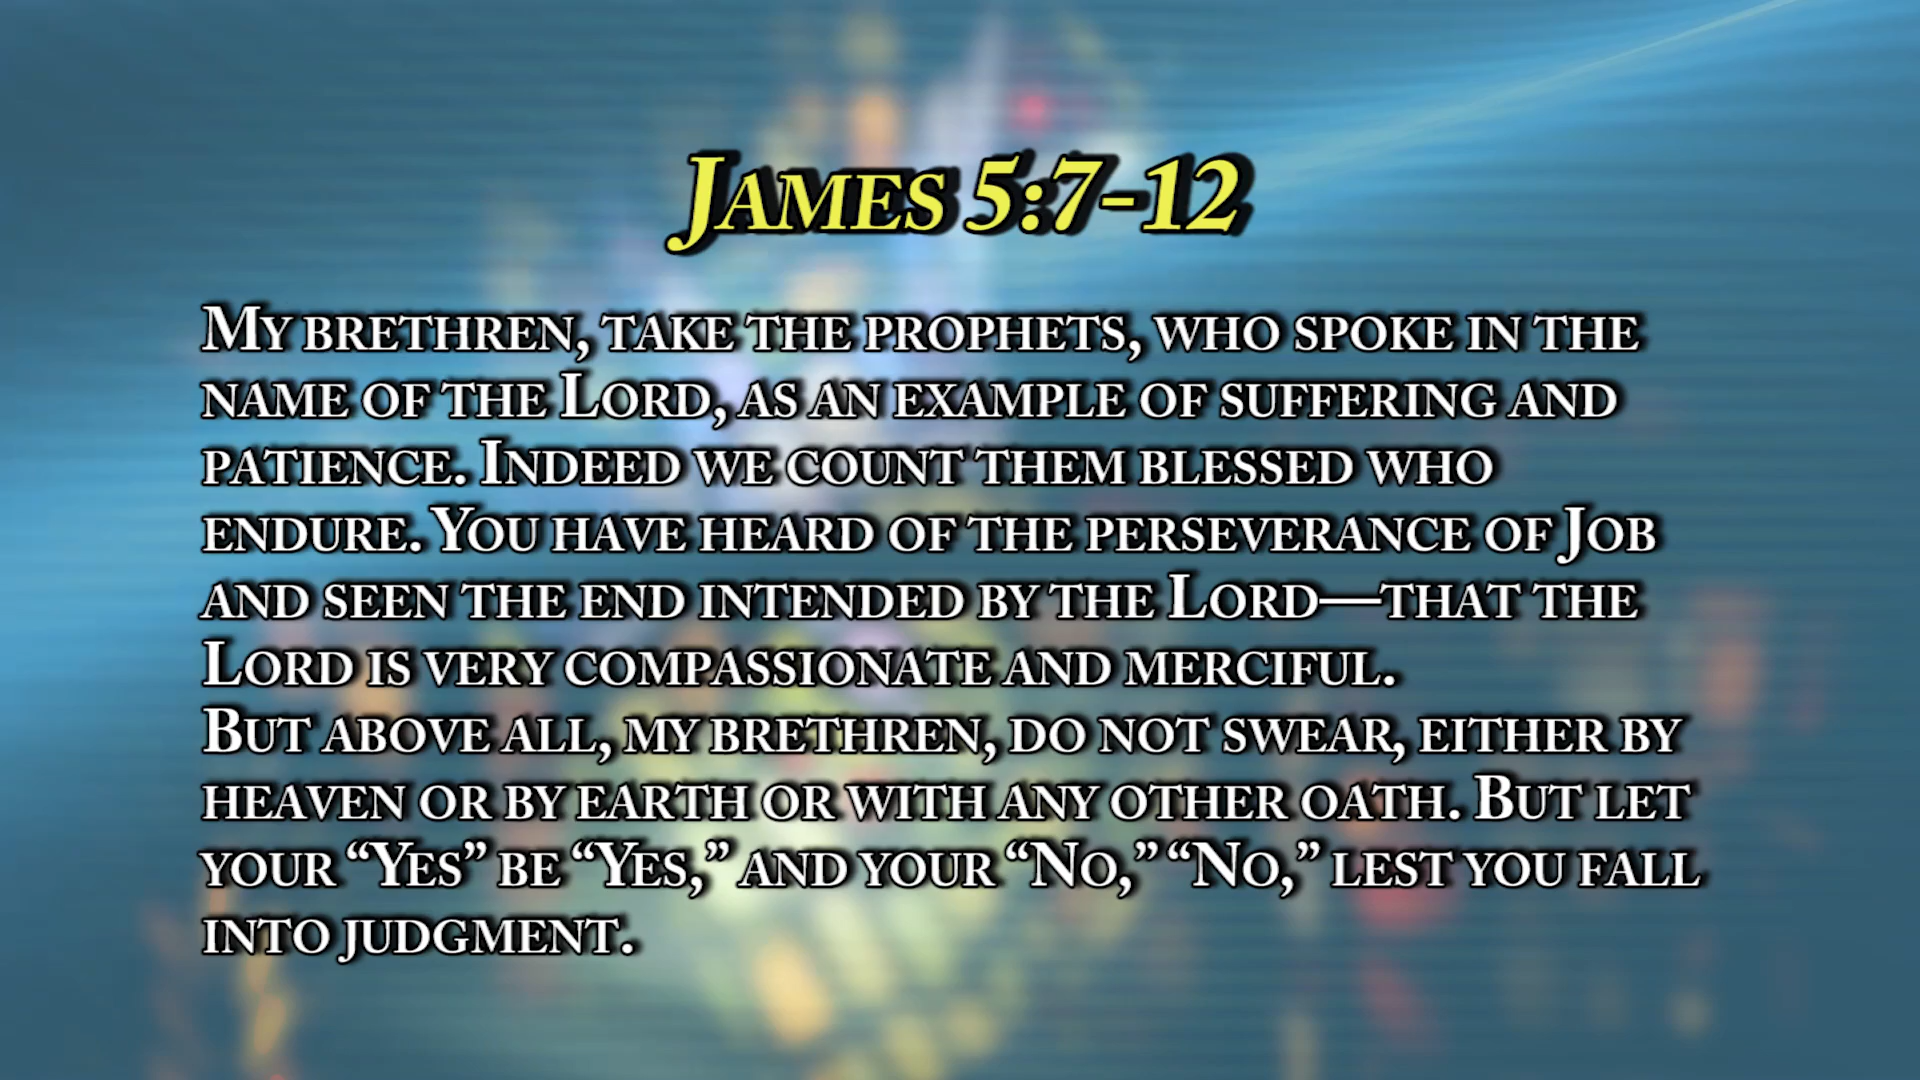 James 5:7-12
My brethren, take the prophets, who spoke in the
name of the Lord, as an example of suffering and
patience. Indeed we count them blessed who
endure. You have heard of the perseverance of Job
and seen the end intended by the Lord—that the
Lord is very compassionate and merciful.
But above all, my brethren, do not swear, either by
heaven or by earth or with any other oath. But let
your “Yes” be “Yes,” and your “No,” “No,” lest you fall
into judgment.